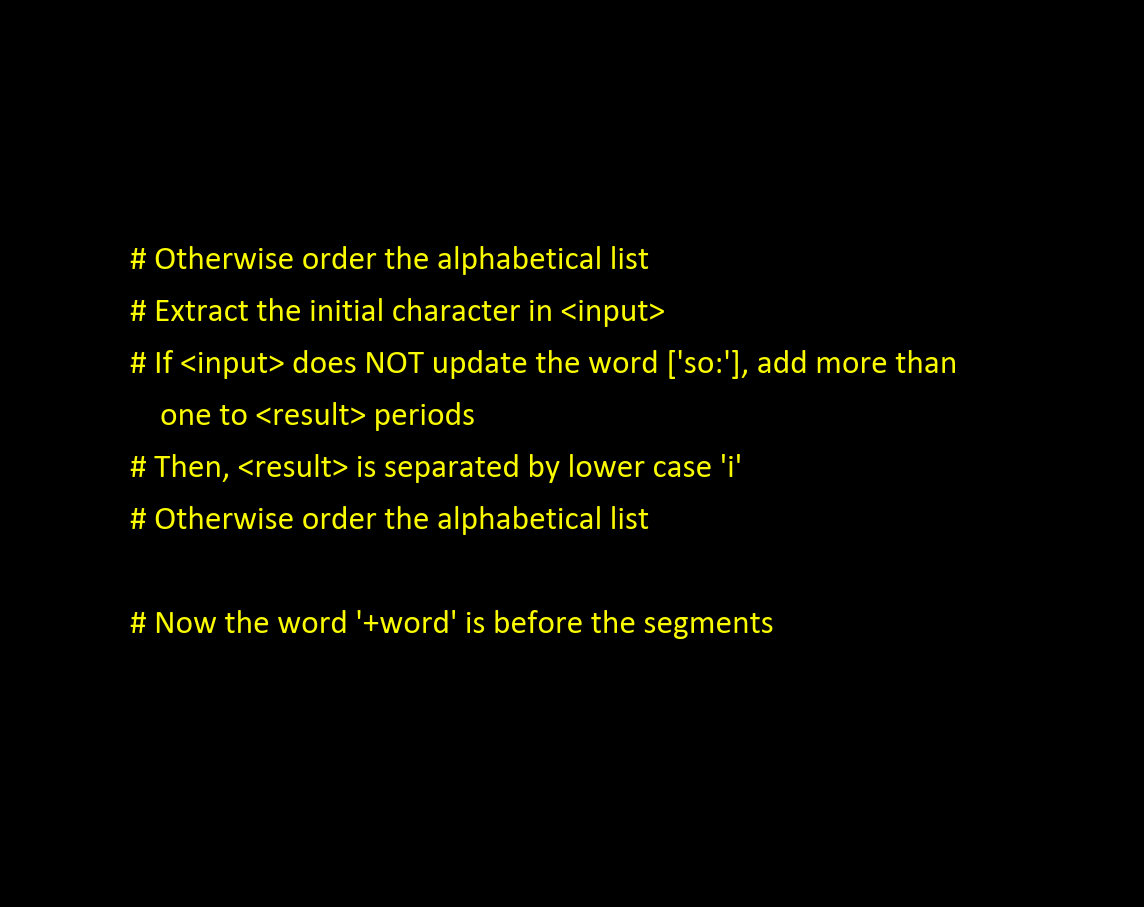 # Otherwise order the alphabetical list
# Extract the initial character in <input>
# If <input> does NOT update the word ['so:'], add more than
one to <result> periods
# Then, <result> is separated by lower case 'i'
# Otherwise order the alphabetical list
# Now the word '+word' is before the segments